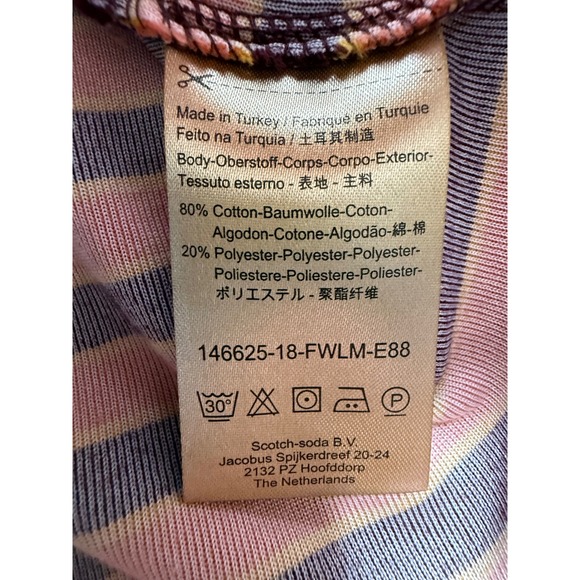 Made in Turkey / Fabriqué en Turquie
Feito na Turquia / 土耳其制造
Body-Oberstoff-Corps-Corpo-Exterior-
Tessuto esterno - 表地 - 主料
80% Cotton-Baumwolle-Coton-
Algodon-Cotone-Algodão-綿-棉
20% Polyester-Polyester-Polyester-
Poliestere-Poliestere-Poliester-
ポリエステル - 聚酯纤维
146625-18-FWLM-E88
30°
P
Scotch-soda B.V.
Jacobus Spijkerdreef 20-24
2132 PZ Hoofddorp
The Netherlands